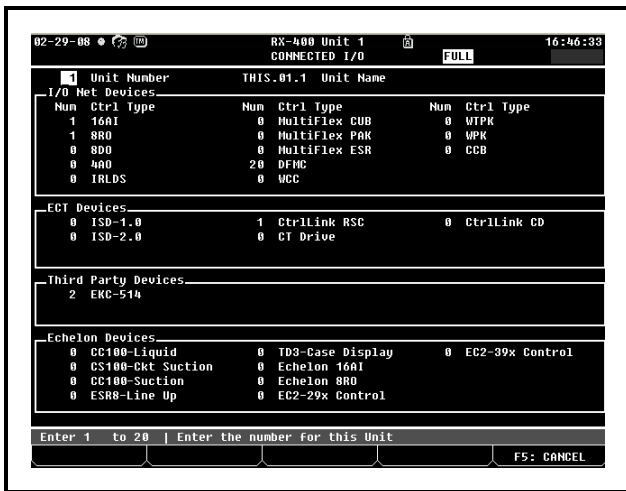 02-29-08 TM RX-400 Unit 1 A 16:46:33
CONNECTED I/O FULL
1 Unit Number THIS.01.1 Unit Name
I/O Net Devices
Num Ctrl Type Num Ctrl Type Num Ctrl Type
1 16AI 0 MultiFlex CUB 0 WTPK
1 8RO 0 MultiFlex PAK 0 WPK
0 8DO 0 MultiFlex ESR 0 CCB
0 4AO 20 DFMC
0 IRLDS 0 WCC
ECT Devices
0 ISD-1.0 1 CtrlLink RSC 0 CtrlLink CD
0 ISD-2.0 0 CT Drive
Third Party Devices
2 EKC-514
Echelon Devices
0 CC100-Liquid 0 TD3-Case Display 0 EC2-39x Control
0 CS100-Ckt Suction 0 Echelon 16AI
0 CC100-Suction 0 Echelon 8RO
0 ESR8-Line Up 0 EC2-29x Control
Enter 1 to 20 | Enter the number for this Unit
F5: CANCEL